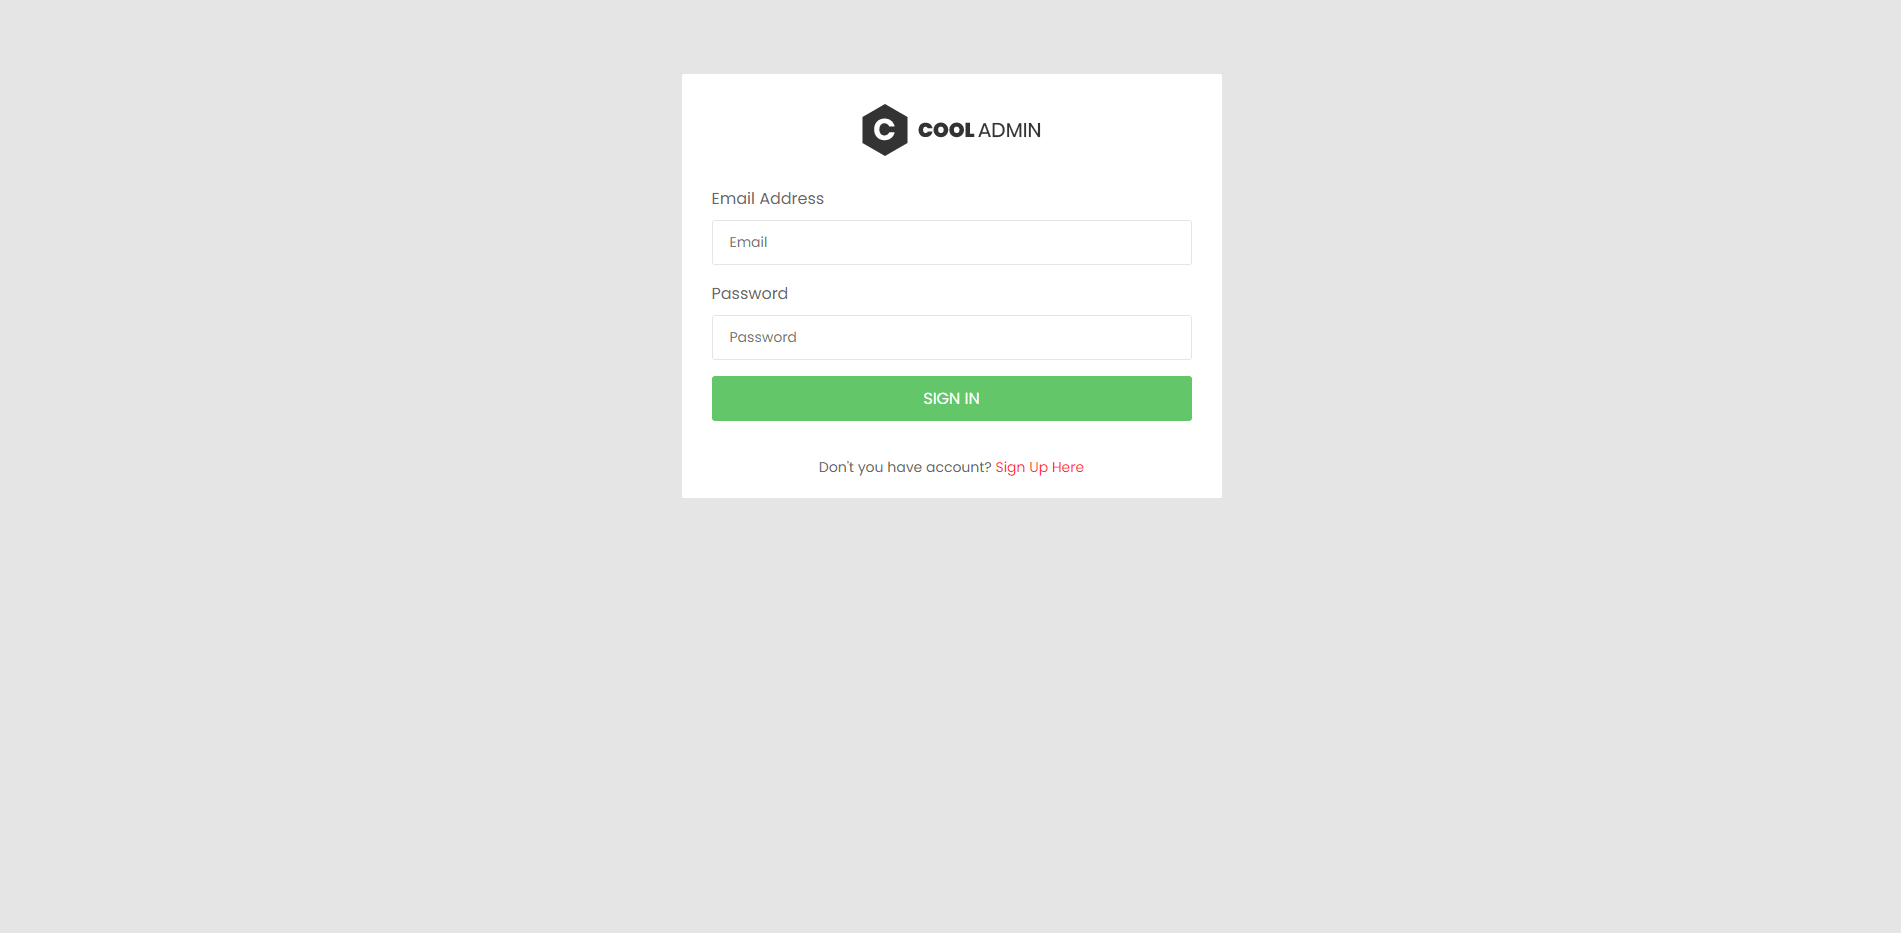 C COOL ADMIN
Email Address
Email
Password
Password
SIGN IN
Don't you have account? Sign Up Here